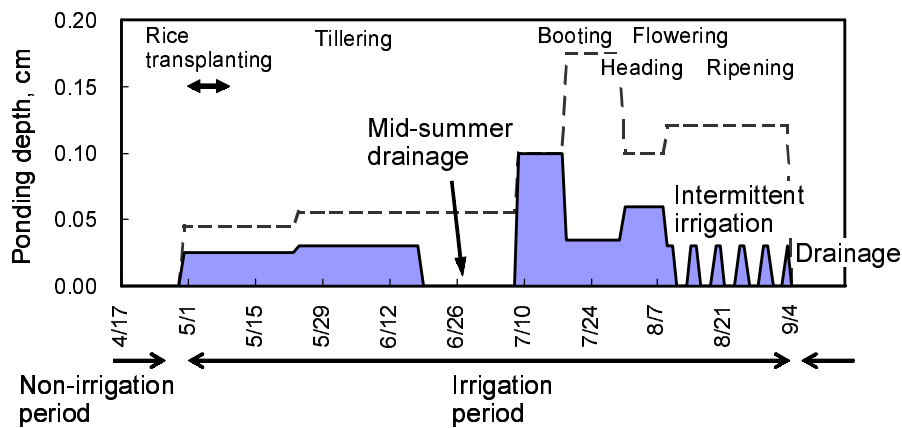 Ponding depth, cm
0.20
0.15
0.10
0.05
0.00
Rice
transplanting
Tillering
Booting
Flowering
Heading
Ripening
Mid-summer
drainage
Intermittent
irrigation
Drainage
4/17
5/1
5/15
5/29
6/12
6/26
7/10
7/24
8/7
8/21
9/4
Non-irrigation
period
Irrigation
period